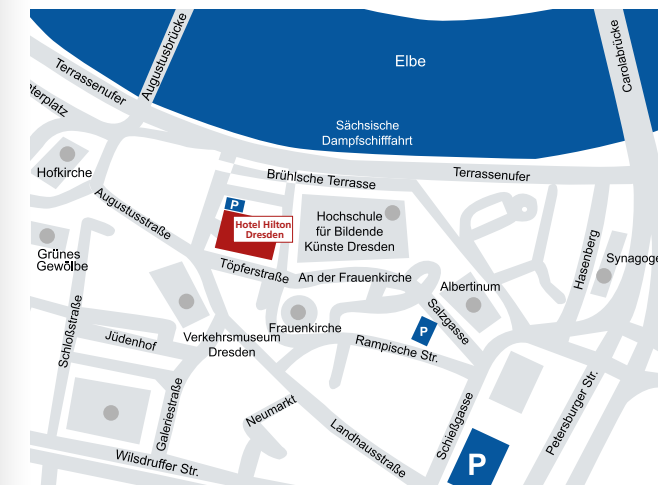 Augustusbrücke
Elbe
Carolabrücke
Terrassenufer
Sächsische
Dampfschifffahrt
terplatz
Hofkirche
Brühlsche Terrasse
Terrassenufer
Augustusstraße
P
Hotel Hilton
Dresden
Hochschule
für Bildende
Künste Dresden
Hasenberg
Synagoge
Grünes
Gewölbe
Töpferstraße
An der Frauenkirche
Albertinum
Salzgasse
Schloßstraße
Jüdenhof
Verkehrsmuseum
Dresden
Frauenkirche
P
Rampische Str.
Galeriestraße
Neumarkt
Landhausstraße
Schießgasse
Petersburger Str.
Wilsdruffer Str.
P